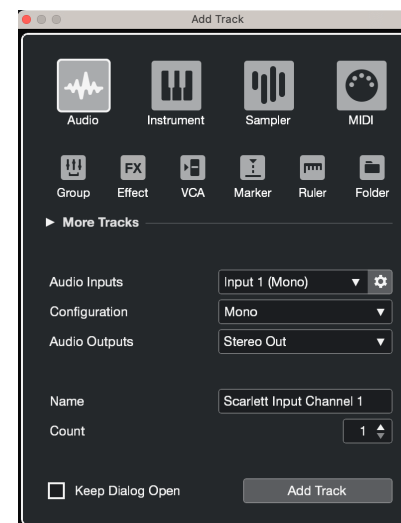 Add Track
Audio Instrument Sampler MIDI
FX
Group Effect VCA Marker Ruler Folder
More Tracks
Audio Inputs Input 1 (Mono)
Configuration Mono
Audio Outputs Stereo Out
Name Scarlett Input Channel 1
Count 1
Keep Dialog Open Add Track